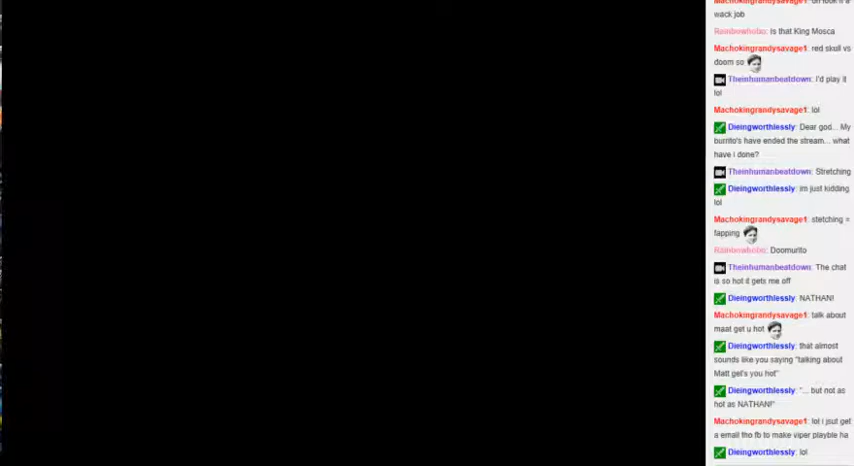 Machokingrandysavage1: oh look it a
wack job
Rainbowhobo: Is that King Mosca
Machokingrandysavage1: red skull vs
doom so
Theinhumanbeatdown: I'd play it
lol
Machokingrandysavage1: lol
Dieingworthlessly: Dear god... My
burrito's have ended the stream... what
have i done?
Theinhumanbeatdown: Stretching
Dieingworthlessly: im just kidding
lol
Machokingrandysavage1: stetching =
fapping
Rainbowhobo: Doomurito
Theinhumanbeatdown: The chat
is so hot it gets me off
Dieingworthlessly: NATHAN!
Machokingrandysavage1: talk about
maat get u hot
Dieingworthlessly: that almost
sounds like you saying "talking about
Matt get's you hot"
Dieingworthlessly: "... but not as
hot as NATHAN!"
Machokingrandysavage1: lol i jsut get
a email tho fb to make viper playble ha
Dieingworthlessly: lol